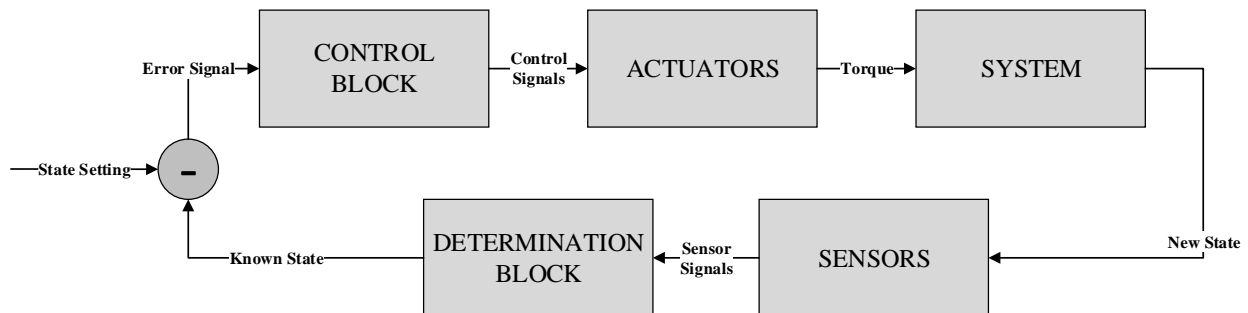 Error Signal
CONTROL
BLOCK
Control
Signals
ACTUATORS
Torque
SYSTEM
State Setting
-
Known State
DETERMINATION
BLOCK
Sensor
Signals
SENSORS
New State